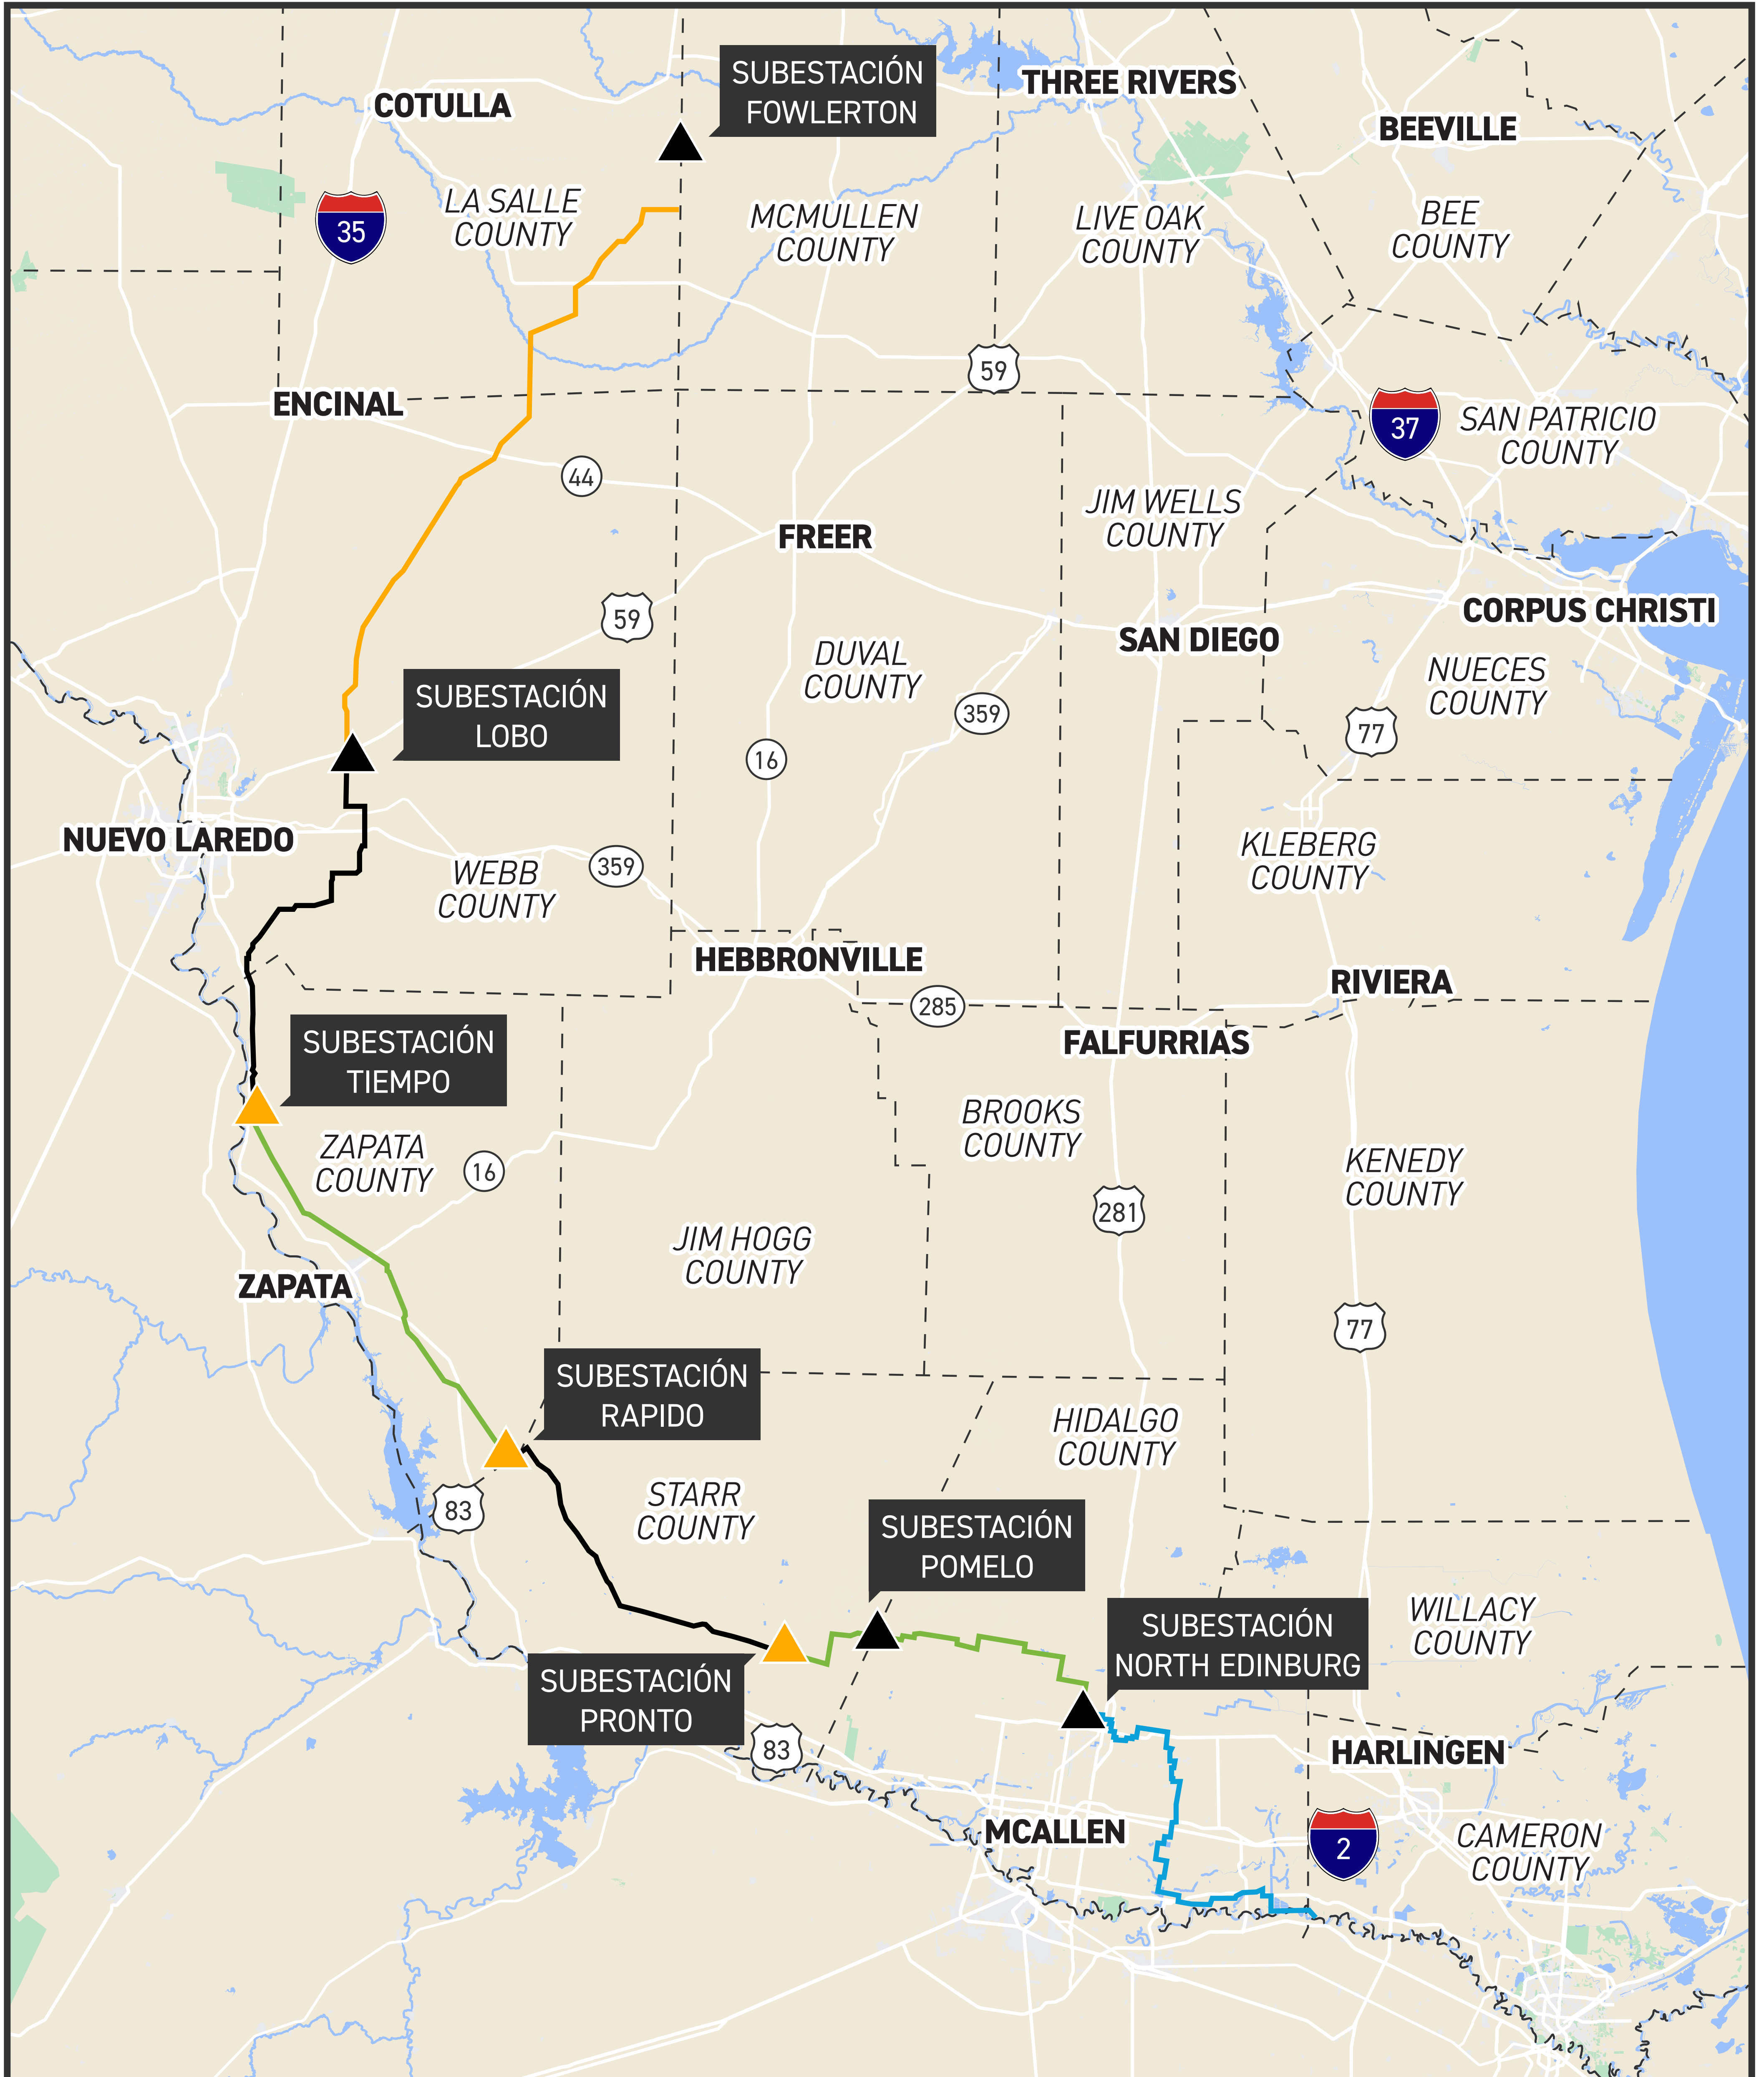 SUBESTACIÓN
FOWLERTON
COTULLA
THREE RIVERS
BEEVILLE
35
LA SALLE
COUNTY
MCMULLEN
COUNTY
LIVE OAK
COUNTY
BEE
COUNTY
59
ENCINAL
37
SAN PATRICIO
COUNTY
44
FREER
JIM WELLS
COUNTY
59
CORPUS CHRISTI
SAN DIEGO
SUBESTACIÓN
LOBO
DUVAL
COUNTY
NUECES
COUNTY
359
77
16
NUEVO LAREDO
WEBB
COUNTY
359
KLEBERG
COUNTY
HEBBRONVILLE
RIVIERA
285
SUBESTACIÓN
TIEMPO
FALFURRIAS
ZAPATA
COUNTY
16
BROOKS
COUNTY
KENEDY
COUNTY
281
JIM HOGG
COUNTY
ZAPATA
77
SUBESTACIÓN
RAPIDO
HIDALGO
COUNTY
83
STARR
COUNTY
SUBESTACIÓN
POMELO
SUBESTACIÓN
NORTH EDINBURG
WILLACY
COUNTY
SUBESTACIÓN
PRONTO
83
HARLINGEN
MCALLEN
2
CAMERON
COUNTY